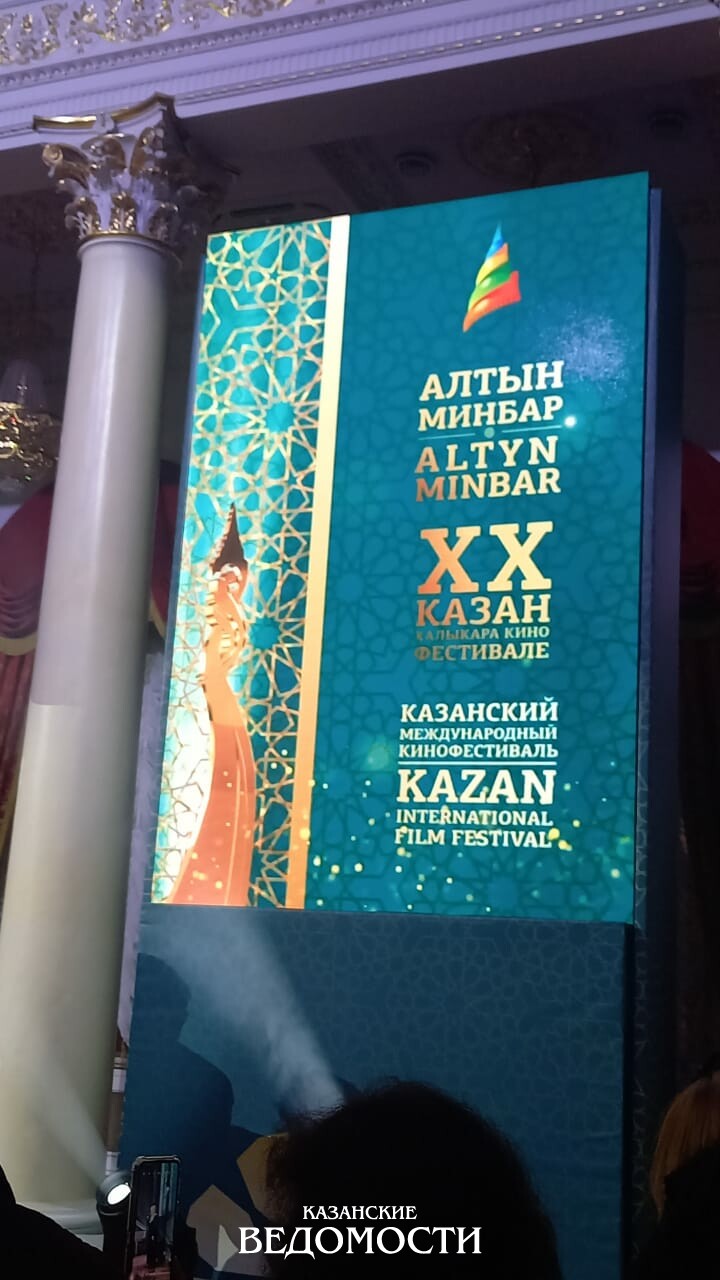 АЛТЫН
МИНБАР
ALTYN
MINBAR
XX
КАЗАН
ХАЛЫКАРА КИНО
ФЕСТИВАЛЕ
КАЗАНСКИЙ
МЕЖДУНАРОДНЫЙ
КИНОФЕСТИВАЛЬ
KAZAN
INTERNATIONAL
FILM FESTIVAL
КАЗАНСКИЕ
ВЕДОМОСТИ